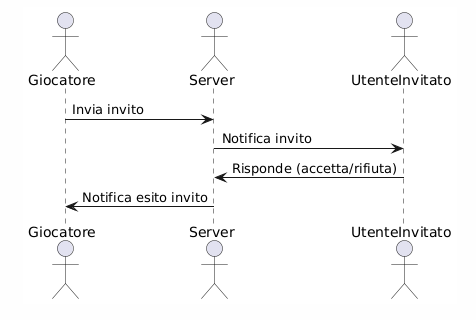 Giocatore
Server
UtenteInvitato
Invia invito
Notifica invito
Risponde (accetta/rifiuta)
Notifica esito invito
Giocatore
Server
UtenteInvitato